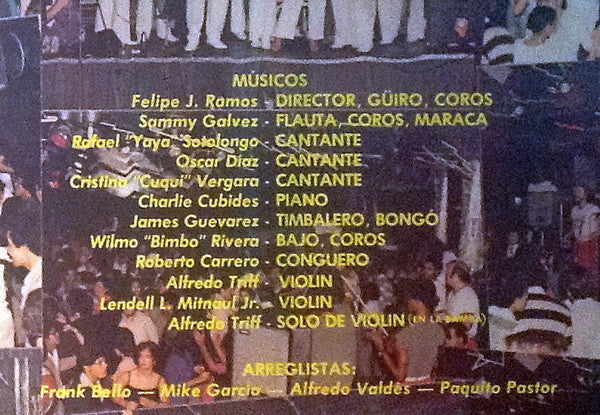 MÚSICOS
Felipe J. Ramos - DIRECTOR, GÜIRO, COROS
Sammy Galvez - FLAUTA, COROS, MARACA
Rafael "Yaya" Sotolongo - CANTANTE
Oscar Diaz - CANTANTE
Cristina "Cuqui" Vergara - CANTANTE
Charlie Cubides - PIANO
James Guevarez - TIMBALERO, BONGÓ
Wilmo "Bimbo" Rivera - BAJO, COROS
Roberto Carrero - CONGUERO
Alfredo Triff - VIOLIN
Lendell L. Mitnaul Jr. - VIOLIN
Alfredo Triff - SOLO DE VIOLIN (EN LA BAMBA)
ARREGLISTAS:
Frank Bello — Mike Garcia — Alfredo Valdés — Paquito Pastor